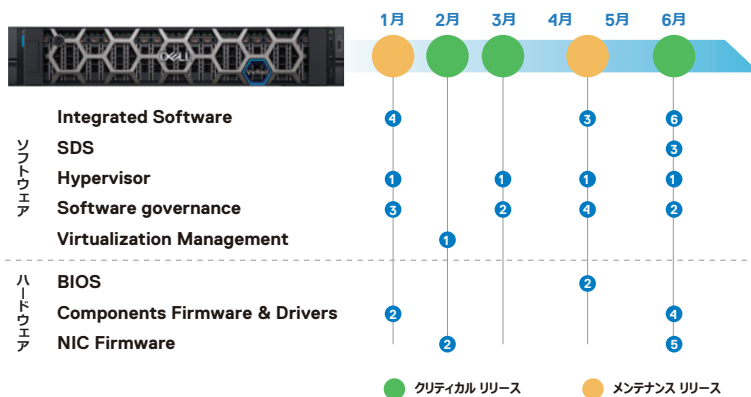 1月 2月 3月 4月 5月 6月
DELL
VxRail
ソフトウェア
Integrated Software 4 3 6
SDS 3
Hypervisor 1 1 1 1
Software governance 3 2 4 2
Virtualization Management 1
ハードウェア
BIOS 2
Components Firmware & Drivers 2 4
NIC Firmware 2 5
クリティカル リリース メンテナンス リリース